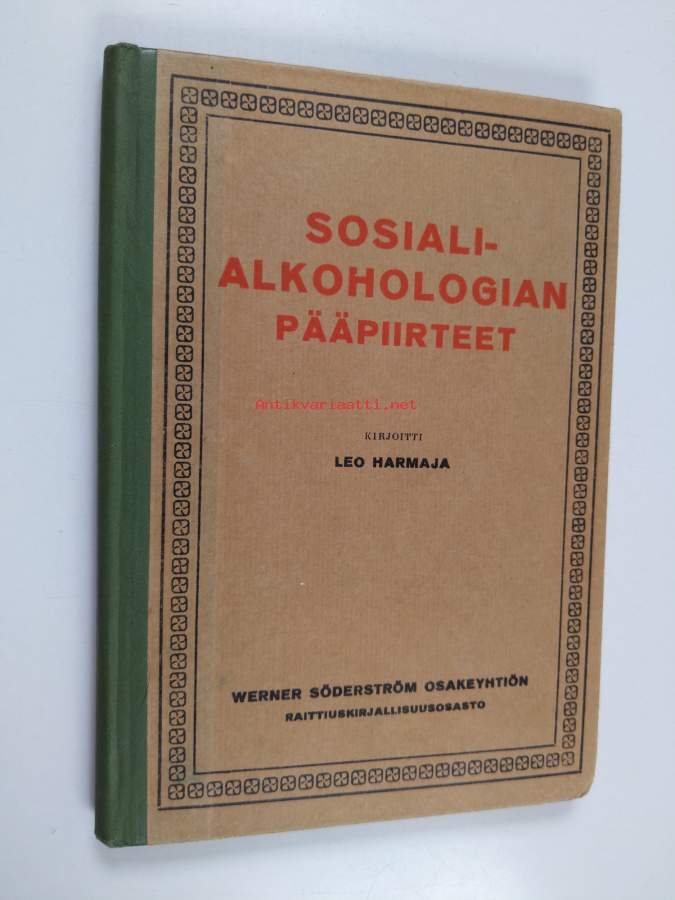 SOSIALI-
ALKOHOLOGIAN
PÄÄPIIRTEET
Antikvariaatti.net
KIRJOITTI
LEO HARMAJA
WERNER SÖDERSTRÖM OSAKEYHTIÖN
RAITTIUSKIRJALLISUUSOSASTO